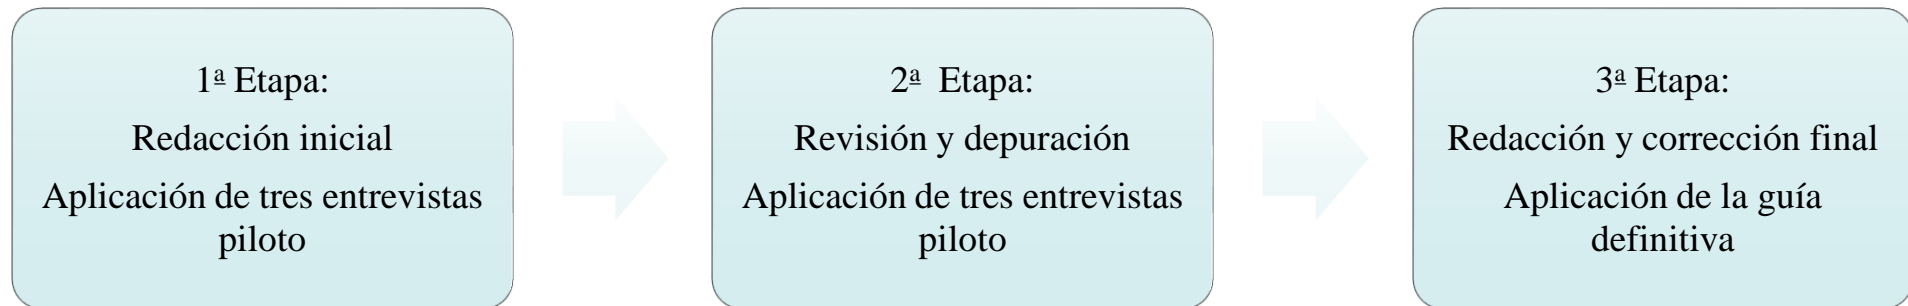 1ª Etapa:
Redacción inicial
Aplicación de tres entrevistas
piloto
2ª Etapa:
Revisión y depuración
Aplicación de tres entrevistas
piloto
3ª Etapa:
Redacción y corrección final
Aplicación de la guía
definitiva